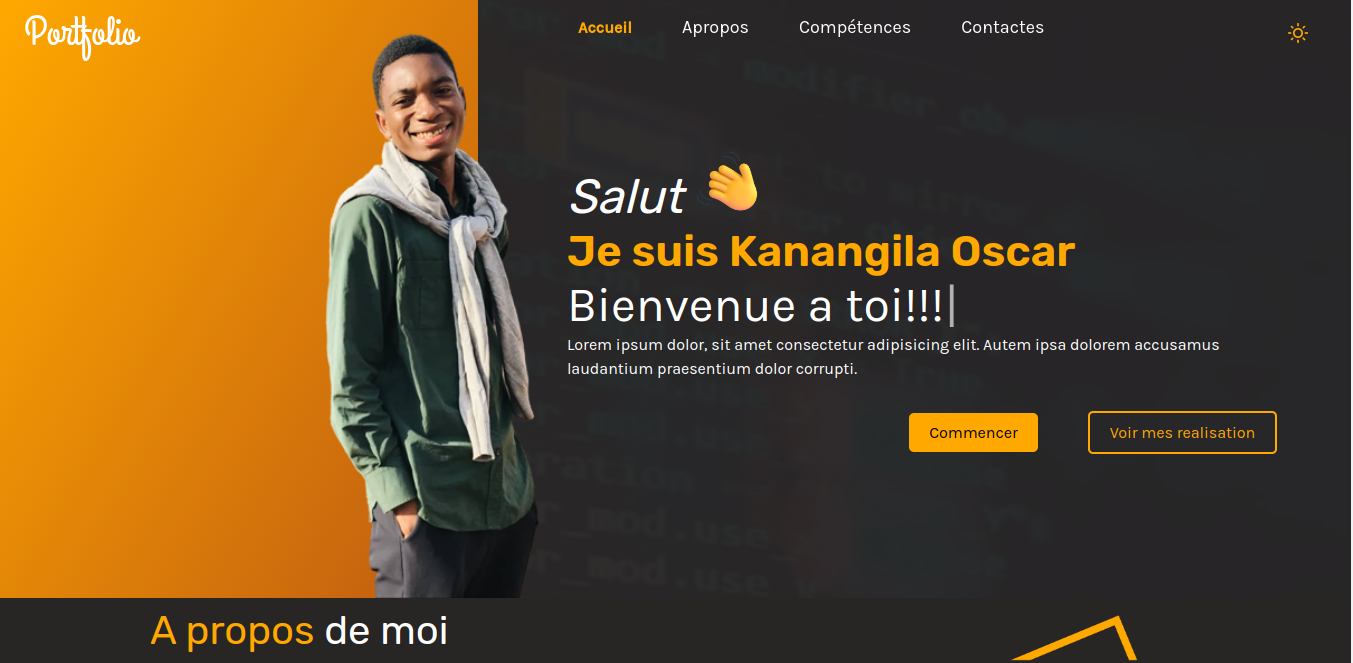 Portfolio
Accueil Apropos Compétences Contactes
Salut
Je suis Kanangila Oscar
Bienvenue a toi!!!|
Lorem ipsum dolor, sit amet consectetur adipisicing elit. Autem ipsa dolorem accusamus
laudantium praesentium dolor corrupti.
Commencer Voir mes realisation
A propos de moi